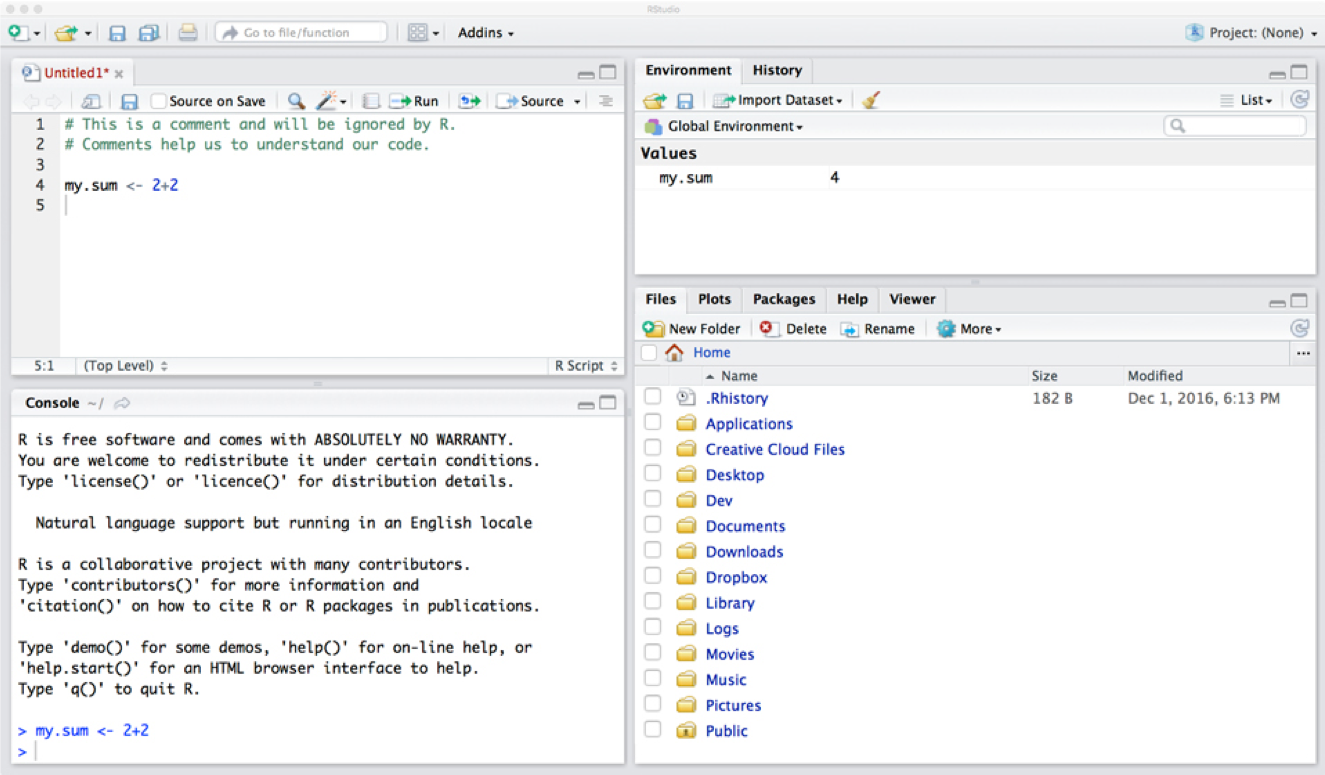 RStudio
Go to file/function
Addins
Project: (None)
Untitled1*
Source on Save
Run
Source
1 # This is a comment and will be ignored by R.
2 # Comments help us to understand our code.
3
4 my.sum <- 2+2
5
5:1 (Top Level) R Script
Console ~/
R is free software and comes with ABSOLUTELY NO WARRANTY.
You are welcome to redistribute it under certain conditions.
Type 'license()' or 'licence()' for distribution details.
Natural language support but running in an English locale
R is a collaborative project with many contributors.
Type 'contributors()' for more information and
'citation()' on how to cite R or R packages in publications.
Type 'demo()' for some demos, 'help()' for on-line help, or
'help.start()' for an HTML browser interface to help.
Type 'q()' to quit R.
> my.sum <- 2+2
>
Environment History
Import Dataset List
Global Environment
Values
my.sum 4
Files Plots Packages Help Viewer
New Folder Delete Rename More
Home ...
Name Size Modified
.Rhistory 182 B Dec 1, 2016, 6:13 PM
Applications
Creative Cloud Files
Desktop
Dev
Documents
Downloads
Dropbox
Library
Logs
Movies
Music
Pictures
Public